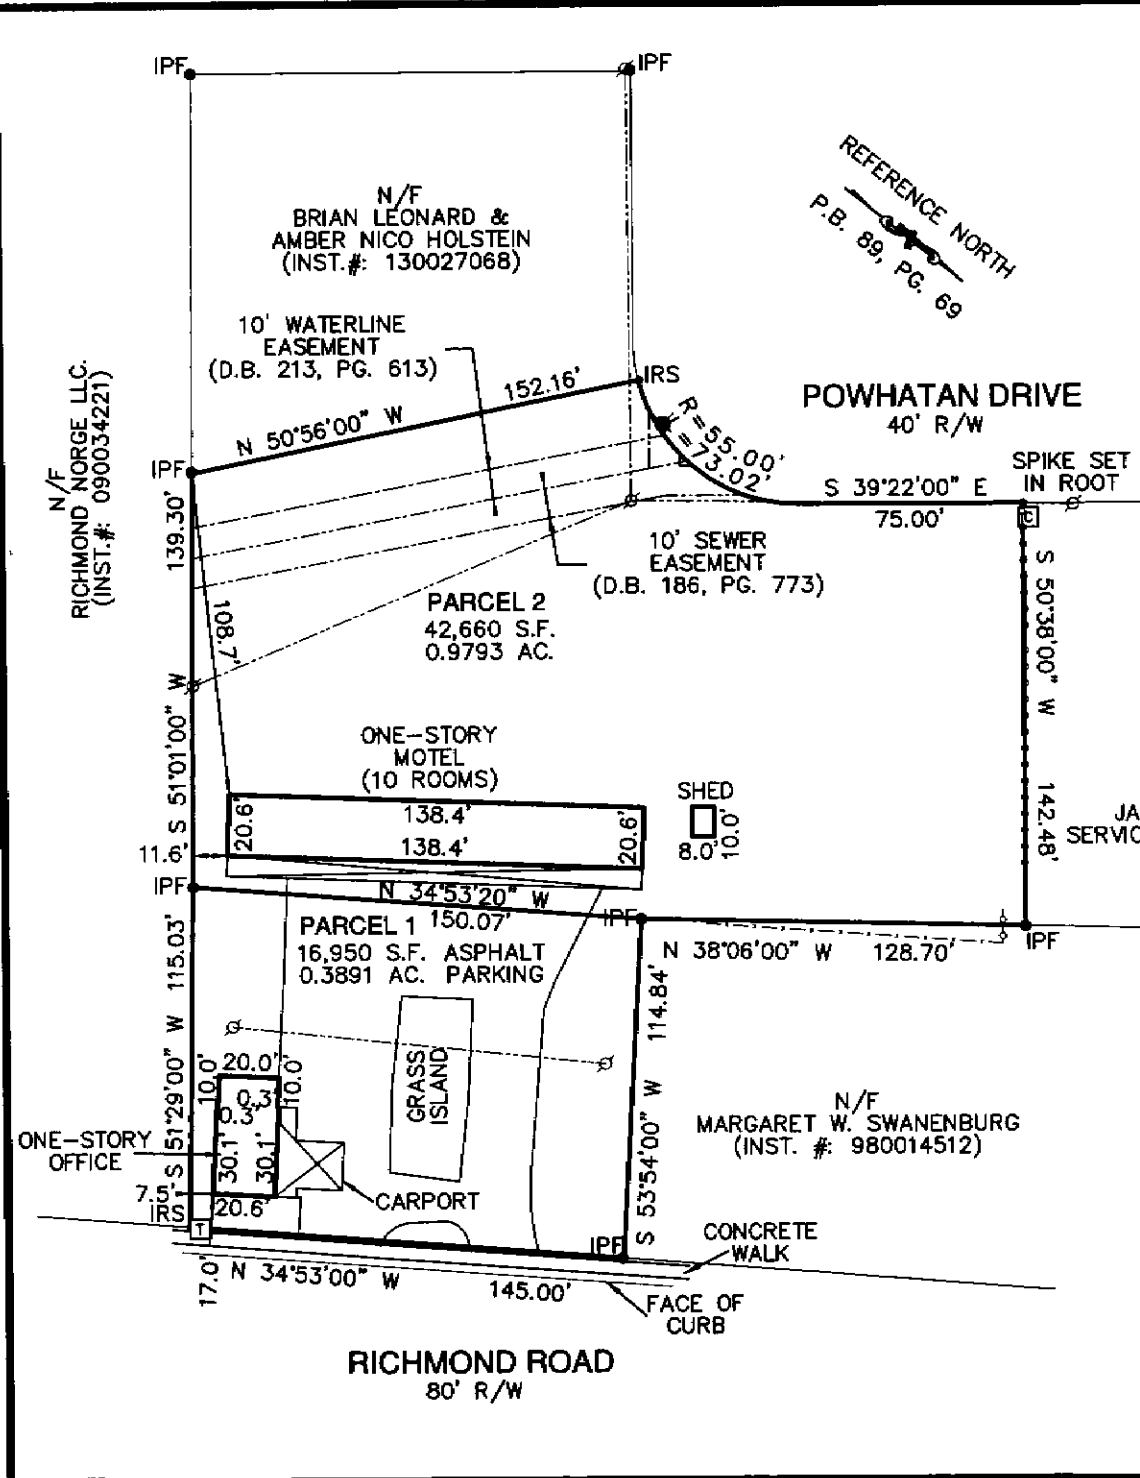 IPF
IPF
N/F
BRIAN LEONARD &
AMBER NICO HOLSTEIN
(INST.#: 130027068)
REFERENCE NORTH
P.B. 89, PG. 69
10' WATERLINE
EASEMENT
(D.B. 213, PG. 613)
N/F
RICHMOND NORGE LLC.
(INST.#: 090034221)
152.16'
N 50°56'00" W
IRS
IPF
POWHATAN DRIVE
40' R/W
R=55.00'
L=73.02'
SPIKE SET
IN ROOT
S 39°22'00" E
75.00'
C
139.30'
S 51°01'00" W
108.7'
10' SEWER
EASEMENT
(D.B. 186, PG. 773)
PARCEL 2
42,660 S.F.
0.9793 AC.
S 50°38'00" W
142.48'
ONE-STORY
MOTEL
(10 ROOMS)
138.4'
138.4'
20.6'
20.6'
SHED
8.0'
10.0'
JA
SERVIC
11.6'
IPF
N 34°53'20" W
150.07'
IPF
N 38°06'00" W
128.70'
IPF
PARCEL 1
16,950 S.F.
0.3891 AC.
ASPHALT
PARKING
115.03'
S 51°29'00" W
114.84'
S 53°54'00" W
GRASS
ISLAND
10.0'
20.0'
10.0'
0.3'
0.3'
30.1'
30.1'
20.6'
ONE-STORY
OFFICE
7.5'
IRS
T
CARPORT
N/F
MARGARET W. SWANENBURG
(INST. #: 980014512)
IPF
CONCRETE
WALK
17.0'
N 34°53'00" W
145.00'
FACE OF
CURB
RICHMOND ROAD
80' R/W